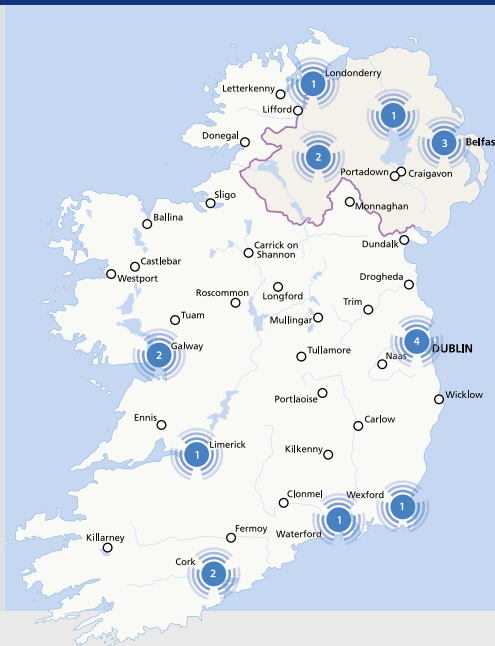 1
Londonderry
Letterkenny
Lifford
1
Donegal
3
Belfas
2
Portadown
Craigavon
Sligo
Monnaghan
Ballina
Dundalk
Carrick on
Shannon
Castlebar
Westport
Drogheda
Longford
Roscommon
Trim
Tuam
Mullingar
4
DUBLIN
Galway
2
Tullamore
Naas
Portlaoise
Wicklow
Ennis
Carlow
Limerick
1
Kilkenny
Clonmel
Wexford
1
1
Waterford
Fermoy
Killarney
Cork
2